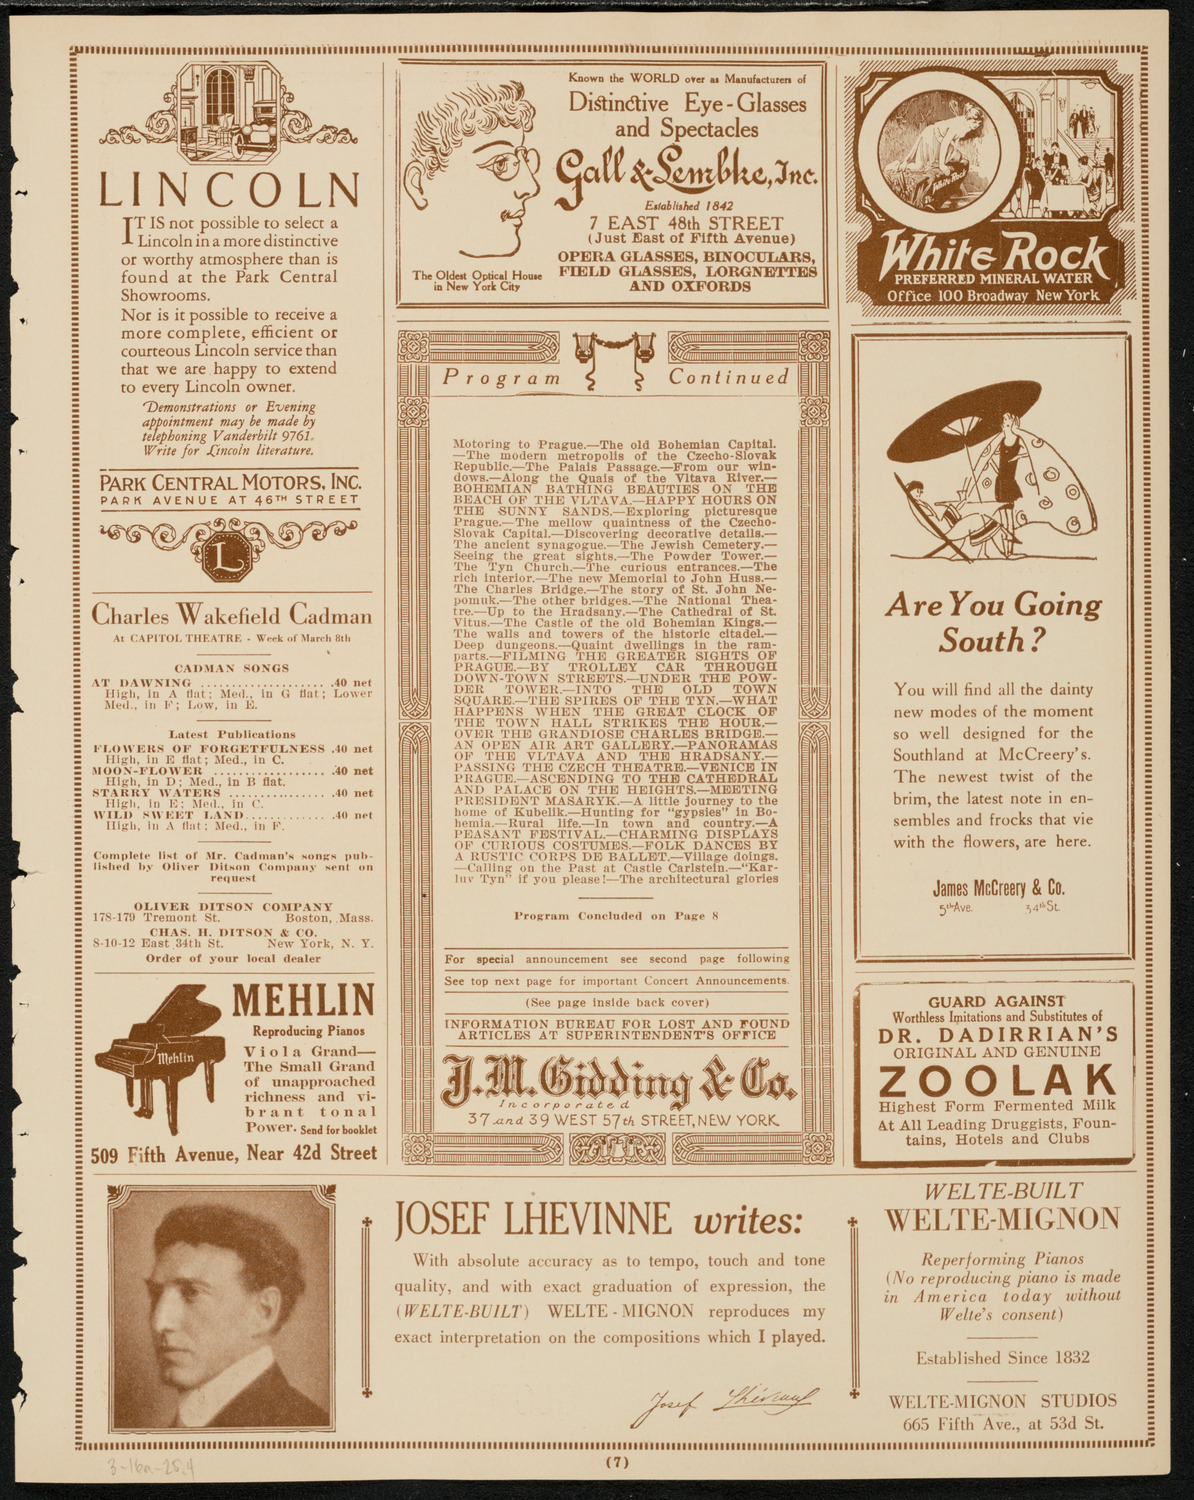 LINCOLN
IT IS not possible to select a
Lincoln in a more distinctive
or worthy atmosphere than is
found at the Park Central
Showrooms.
Nor is it possible to receive a
more complete, efficient or
courteous Lincoln service than
that we are happy to extend
to every Lincoln owner.
Demonstrations or Evening
appointment may be made by
telephoning Vanderbilt 9761.
Write for Lincoln literature.
PARK CENTRAL MOTORS, INC.
PARK AVENUE AT 46TH STREET
L
Charles Wakefield Cadman
At CAPITOL THEATRE - Week of March 8th
CADMAN SONGS
AT DAWNING .................... .40 net
High, in A flat; Med., in G flat; Lower
Med., in F; Low, in E.
Latest Publications
FLOWERS OF FORGETFULNESS .40 net
High, in E flat; Med., in C.
MOON-FLOWER .................. .40 net
High, in D; Med., in B flat.
STARRY WATERS ................ .40 net
High, in E; Med., in C.
WILD SWEET LAND............. .40 net
High, in A flat; Med., in F.
Complete list of Mr. Cadman's songs pub-
lished by Oliver Ditson Company sent on
request
OLIVER DITSON COMPANY
178-179 Tremont St. Boston, Mass.
CHAS. H. DITSON & CO.
8-10-12 East 34th St. New York, N. Y.
Order of your local dealer
Mehlin
MEHLIN
Reproducing Pianos
Viola Grand—
The Small Grand
of unapproached
richness and vi-
brant tonal
Power. Send for booklet
509 Fifth Avenue, Near 42d Street
Known the WORLD over as Manufacturers of
Distinctive Eye-Glasses
and Spectacles
Gall & Lembke, Inc.
Established 1842
7 EAST 48th STREET
(Just East of Fifth Avenue)
OPERA GLASSES, BINOCULARS,
FIELD GLASSES, LORGNETTES
AND OXFORDS
The Oldest Optical House
in New York City
Program Continued
Motoring to Prague.—The old Bohemian Capital.
—The modern metropolis of the Czecho-Slovak
Republic.—The Palais Passage.—From our win-
dows.—Along the Quais of the Vltava River.—
BOHEMIAN BATHING BEAUTIES ON THE
BEACH OF THE VLTAVA.—HAPPY HOURS ON
THE SUNNY SANDS.—Exploring picturesque
Prague.—The mellow quaintness of the Czecho-
Slovak Capital.—Discovering decorative details.—
The ancient synagogue.—The Jewish Cemetery.—
Seeing the great sights.—The Powder Tower.—
The Tyn Church.—The curious entrances.—The
rich interior.—The new Memorial to John Huss.—
The Charles Bridge.—The story of St. John Ne-
pomuk.—The other bridges.—The National Thea-
tre.—Up to the Hradsany.—The Cathedral of St.
Vitus.—The Castle of the old Bohemian Kings.—
The walls and towers of the historic citadel.—
Deep dungeons.—Quaint dwellings in the ram-
parts.—FILMING THE GREATER SIGHTS OF
PRAGUE.—BY TROLLEY CAR THROUGH
DOWN-TOWN STREETS.—UNDER THE POW-
DER TOWER.—INTO THE OLD TOWN
SQUARE.—THE SPIRES OF THE TYN.—WHAT
HAPPENS WHEN THE GREAT CLOCK OF
THE TOWN HALL STRIKES THE HOUR.—
OVER THE GRANDIOSE CHARLES BRIDGE.—
AN OPEN AIR ART GALLERY.—PANORAMAS
OF THE VLTAVA AND THE HRADSANY.—
PASSING THE CZECH THEATRE.—VENICE IN
PRAGUE.—ASCENDING TO THE CATHEDRAL
AND PALACE ON THE HEIGHTS.—MEETING
PRESIDENT MASARYK.—A little journey to the
home of Kubelik.—Hunting for "gypsies" in Bo-
hemia.—Rural life.—In town and country.—A
PEASANT FESTIVAL.—CHARMING DISPLAYS
OF CURIOUS COSTUMES.—FOLK DANCES BY
A RUSTIC CORPS DE BALLET.—Village doings.
—Calling on the Past at Castle Carlstein.—"Kar-
luv Tyn" if you please!—The architectural glories
Program Concluded on Page 8
For special announcement see second page following
See top next page for important Concert Announcements.
(See page inside back cover)
INFORMATION BUREAU FOR LOST AND FOUND
ARTICLES AT SUPERINTENDENT'S OFFICE
J. M. Gidding & Co.
Incorporated
37 and 39 WEST 57th STREET, NEW YORK
White Rock
White Rock
PREFERRED MINERAL WATER
Office 100 Broadway New York
Are You Going
South?
You will find all the dainty
new modes of the moment
so well designed for the
Southland at McCreery's.
The newest twist of the
brim, the latest note in en-
sembles and frocks that vie
with the flowers, are here.
James McCreery & Co.
5th Ave. 34th St.
GUARD AGAINST
Worthless Imitations and Substitutes of
DR. DADIRRIAN'S
ORIGINAL AND GENUINE
ZOOLAK
Highest Form Fermented Milk
At All Leading Druggists, Foun-
tains, Hotels and Clubs
JOSEF LHEVINNE writes:
With absolute accuracy as to tempo, touch and tone
quality, and with exact graduation of expression, the
(WELTE-BUILT) WELTE-MIGNON reproduces my
exact interpretation on the compositions which I played.
Josef Lhévinne
WELTE-BUILT
WELTE-MIGNON
Reperforming Pianos
(No reproducing piano is made
in America today without
Welte's consent)
Established Since 1832
WELTE-MIGNON STUDIOS
665 Fifth Ave., at 53d St.
(7)
3-16a-25.4